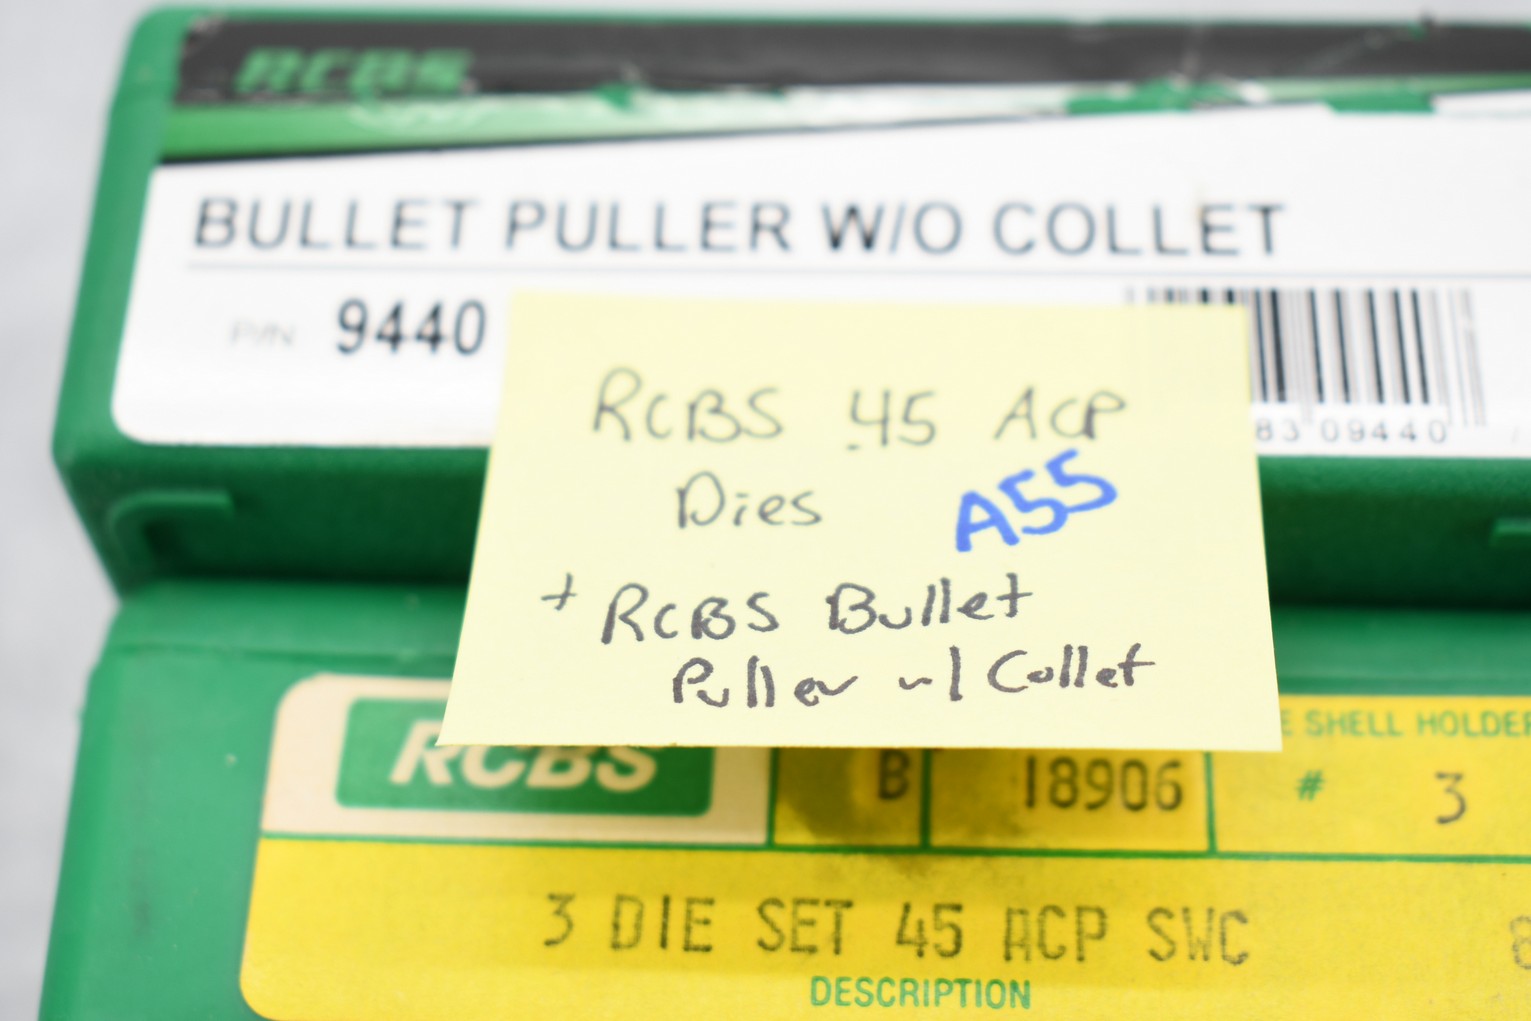 RCBS
BULLET PULLER W/O COLLET
P/N 9440
83 09440
RCBS .45 ACP
Dies A55
+ RCBS Bullet
Puller w/ Collet
RCBS B 18906 # 3
E SHELL HOLDER
3 DIE SET 45 ACP SWC 8
DESCRIPTION